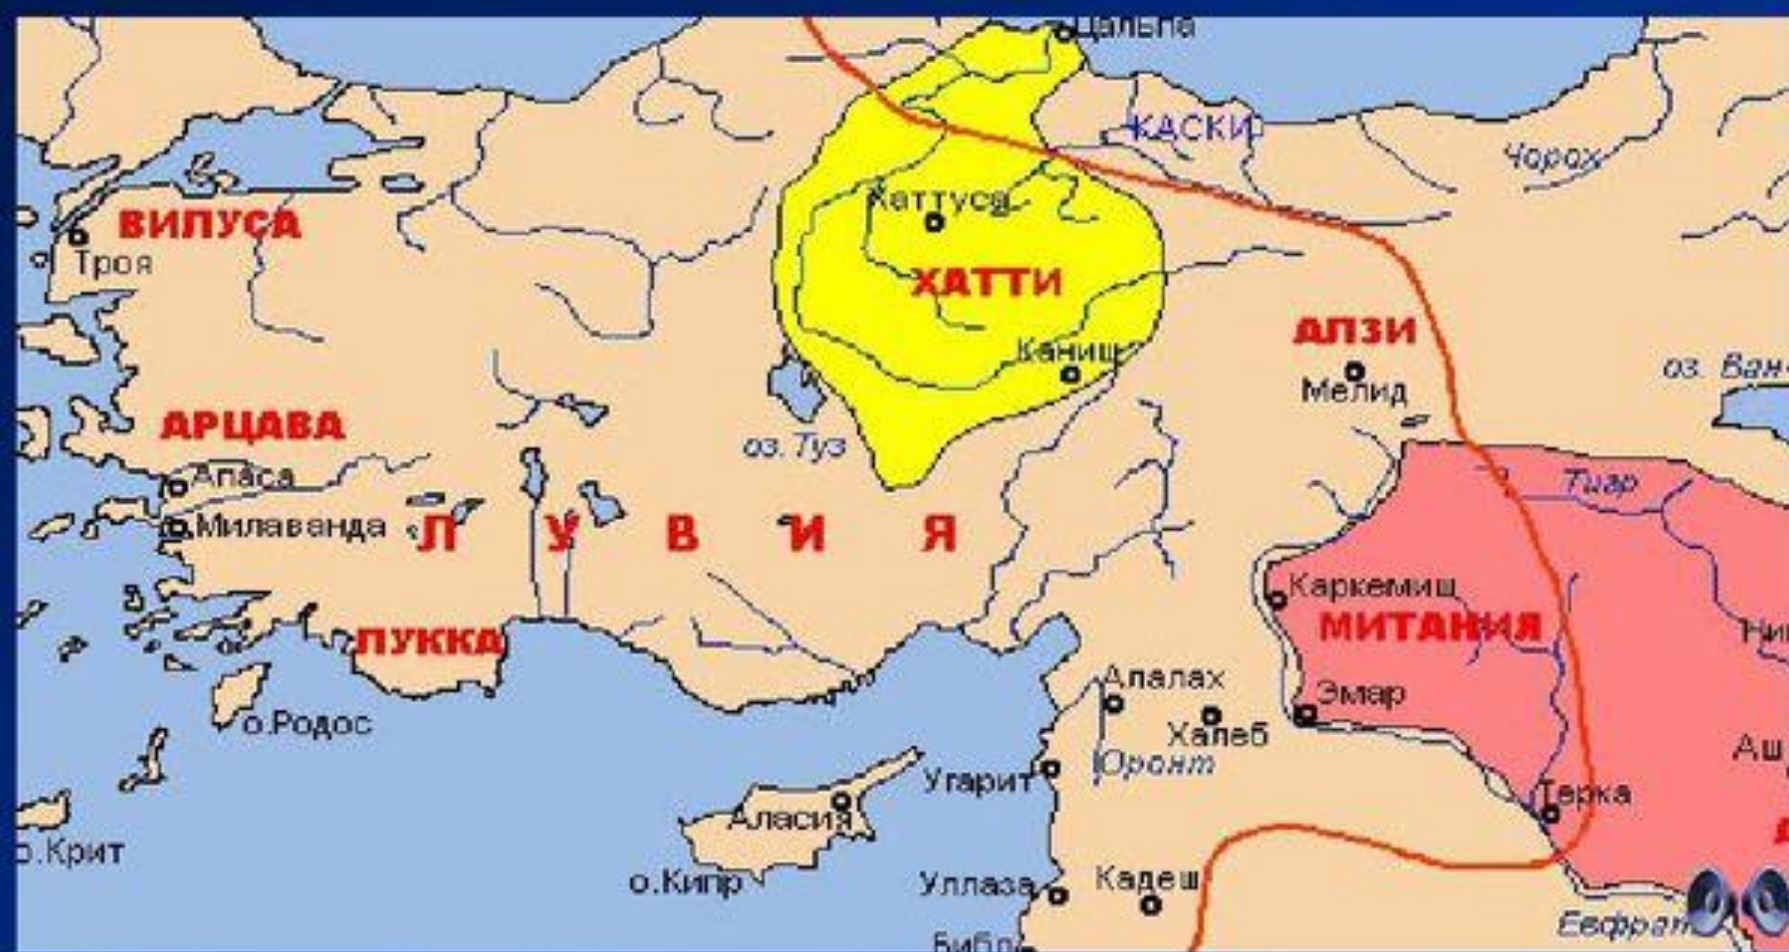 Цальпа
КАСКИ
Чорох
Хаттуса
ВИЛУСА
Троя
ХАТТИ
АЛЗИ
Каниш
Мелид
оз. Ван
АРЦАВА
оз. Туз
Апаса
Тигр
Милаванда
Л У В И Я
Каркемиш
МИТАНИЯ
ЛУККА
Алалах
Эмар
о.Родос
Халеб
Оронт
Угарит
Терка
Аласия
о.Крит
о.Кипр
Уллаза
Кадеш
Евфрат
Библ